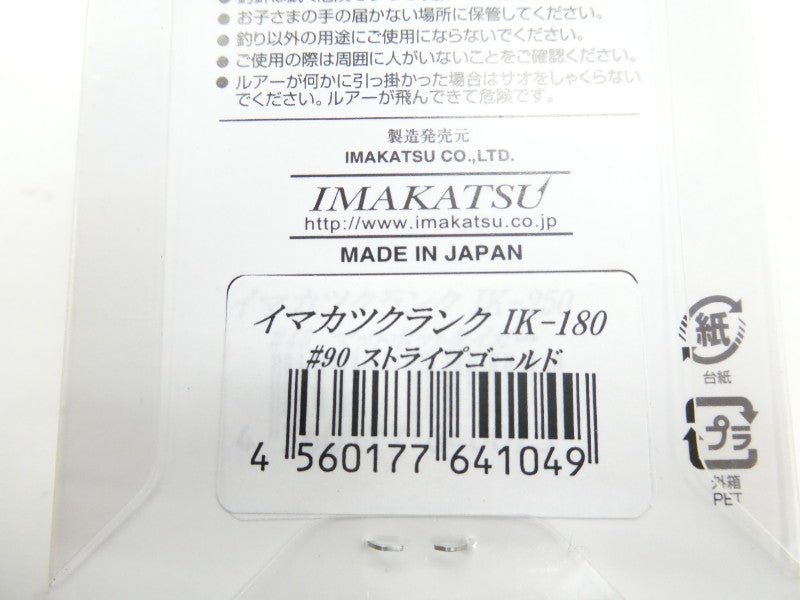 ● お子さまの手の届かない場所に保管してください。
● 釣り以外の用途にご使用にならないでください。
● ご使用の際は周囲に人がいないことをご確認ください。
● ルアーが何かに引っ掛かった場合はサオをしゃくらない
でください。ルアーが飛んできて危険です。
製造発売元
IMAKATSU CO.,LTD.
IMAKATSU
http://www.imakatsu.co.jp
MADE IN JAPAN
イマカツクランク IK-180
#90 ストライプゴールド
4 560177 641049
紙
台紙
プラ
外箱
PET